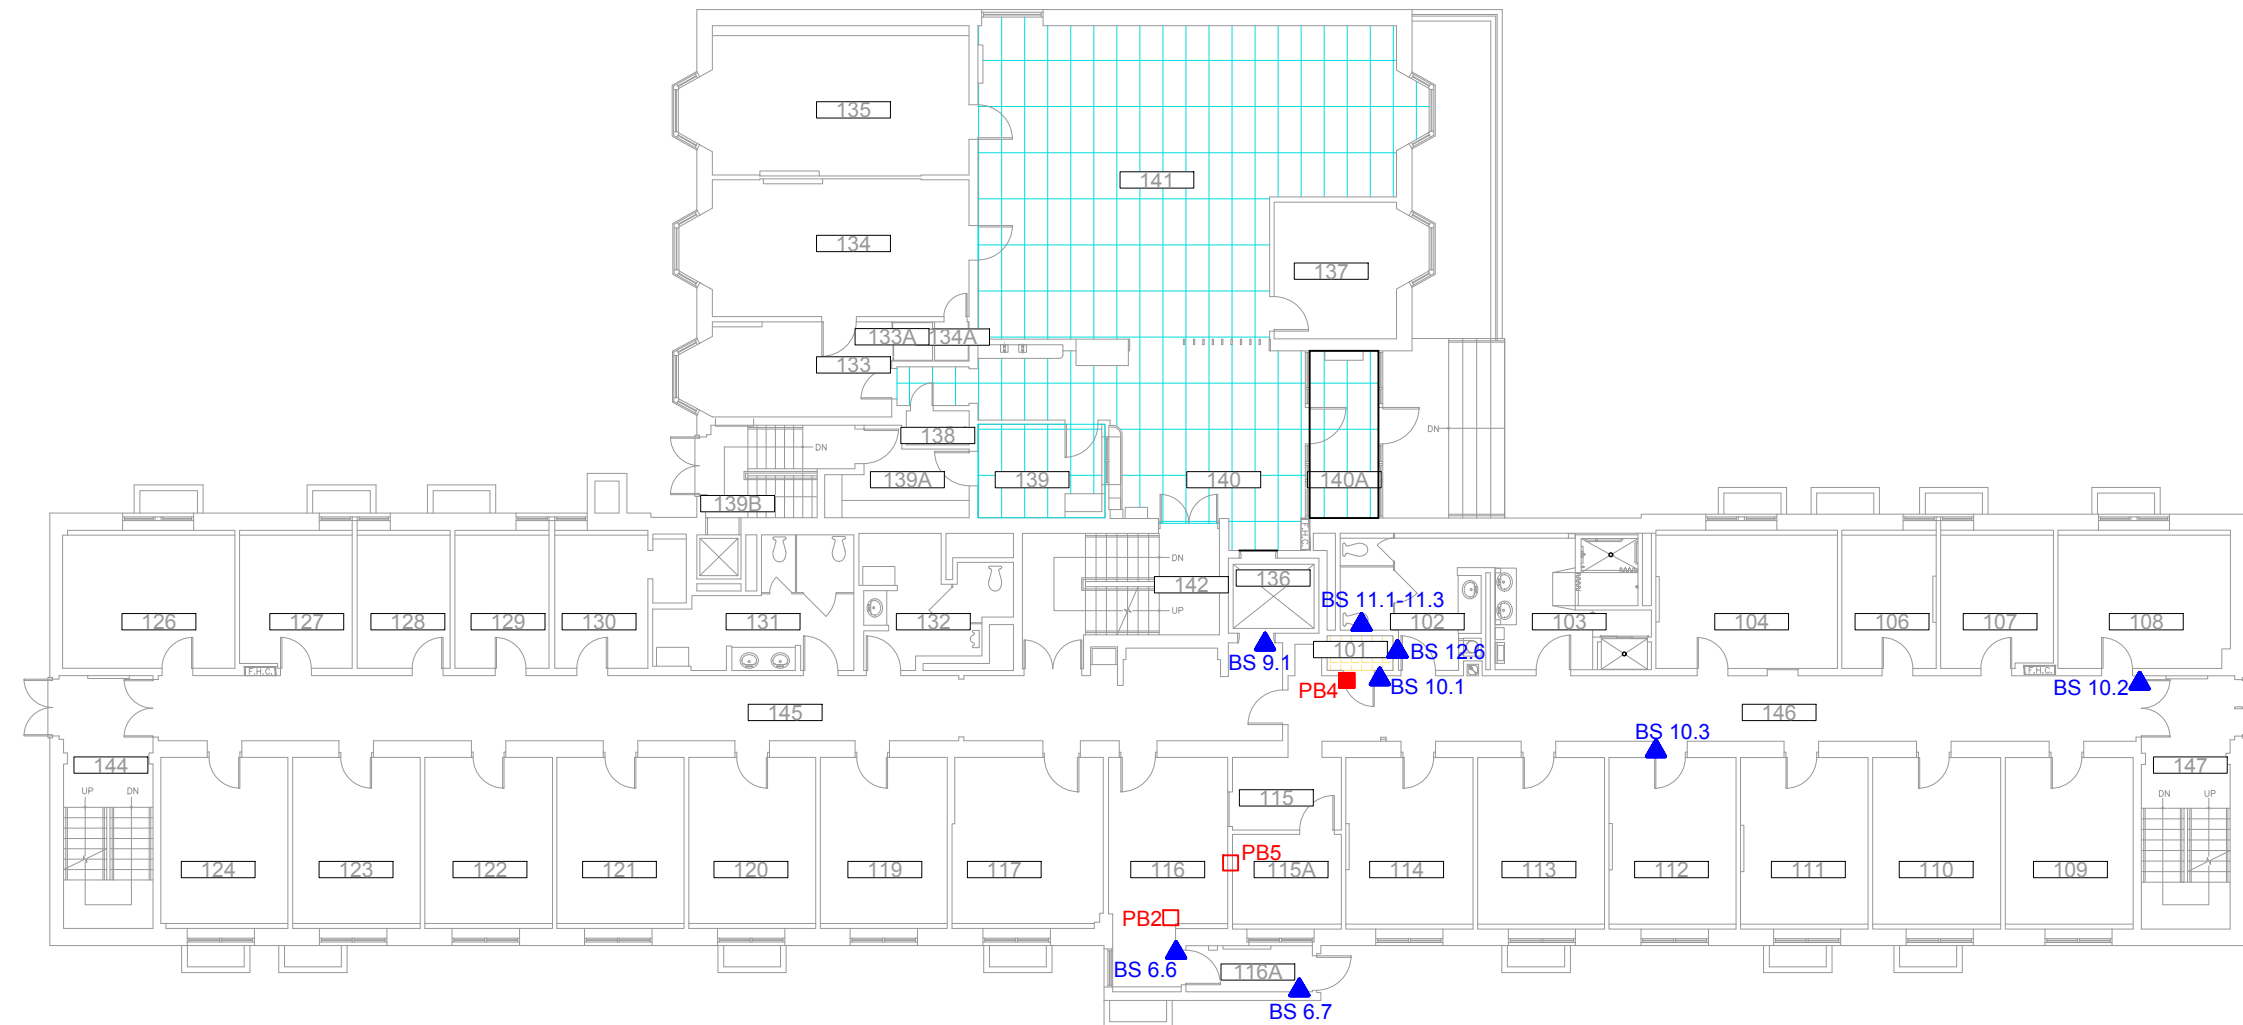 135
141
134
137
133A
134A
133
DN
138
DN
139A
139
140
140A
139B
F.H.C.
DN
136
142
BS 11.1-11.3
UP
126
127
128
129
130
131
132
102
103
104
106
107
108
101
BS 12.6
BS 9.1
F.H.C.
F.H.C.
PB4
BS 10.1
BS 10.2
145
146
BS 10.3
144
147
UP
DN
115
DN
UP
PB5
124
123
122
121
120
119
117
116
115A
114
113
112
111
110
109
PB2
BS 6.6
116A
BS 6.7